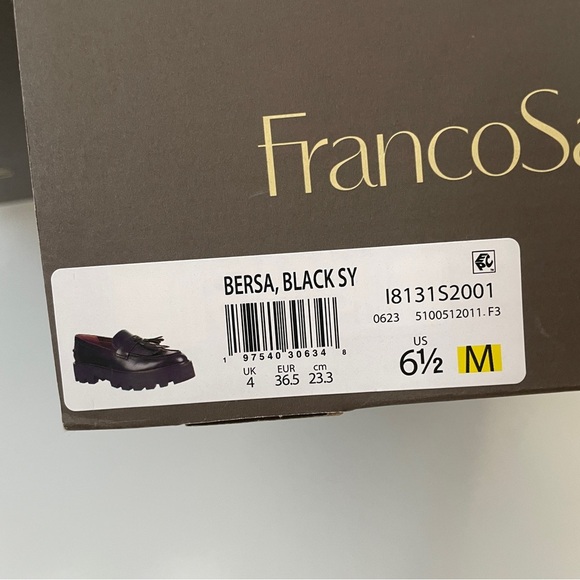 FrancoSa
BERSA, BLACK SY
I8131S2001
0623 5100512011. F3
1 97540 30634 8
UK EUR cm
4 36.5 23.3
US
6½ M